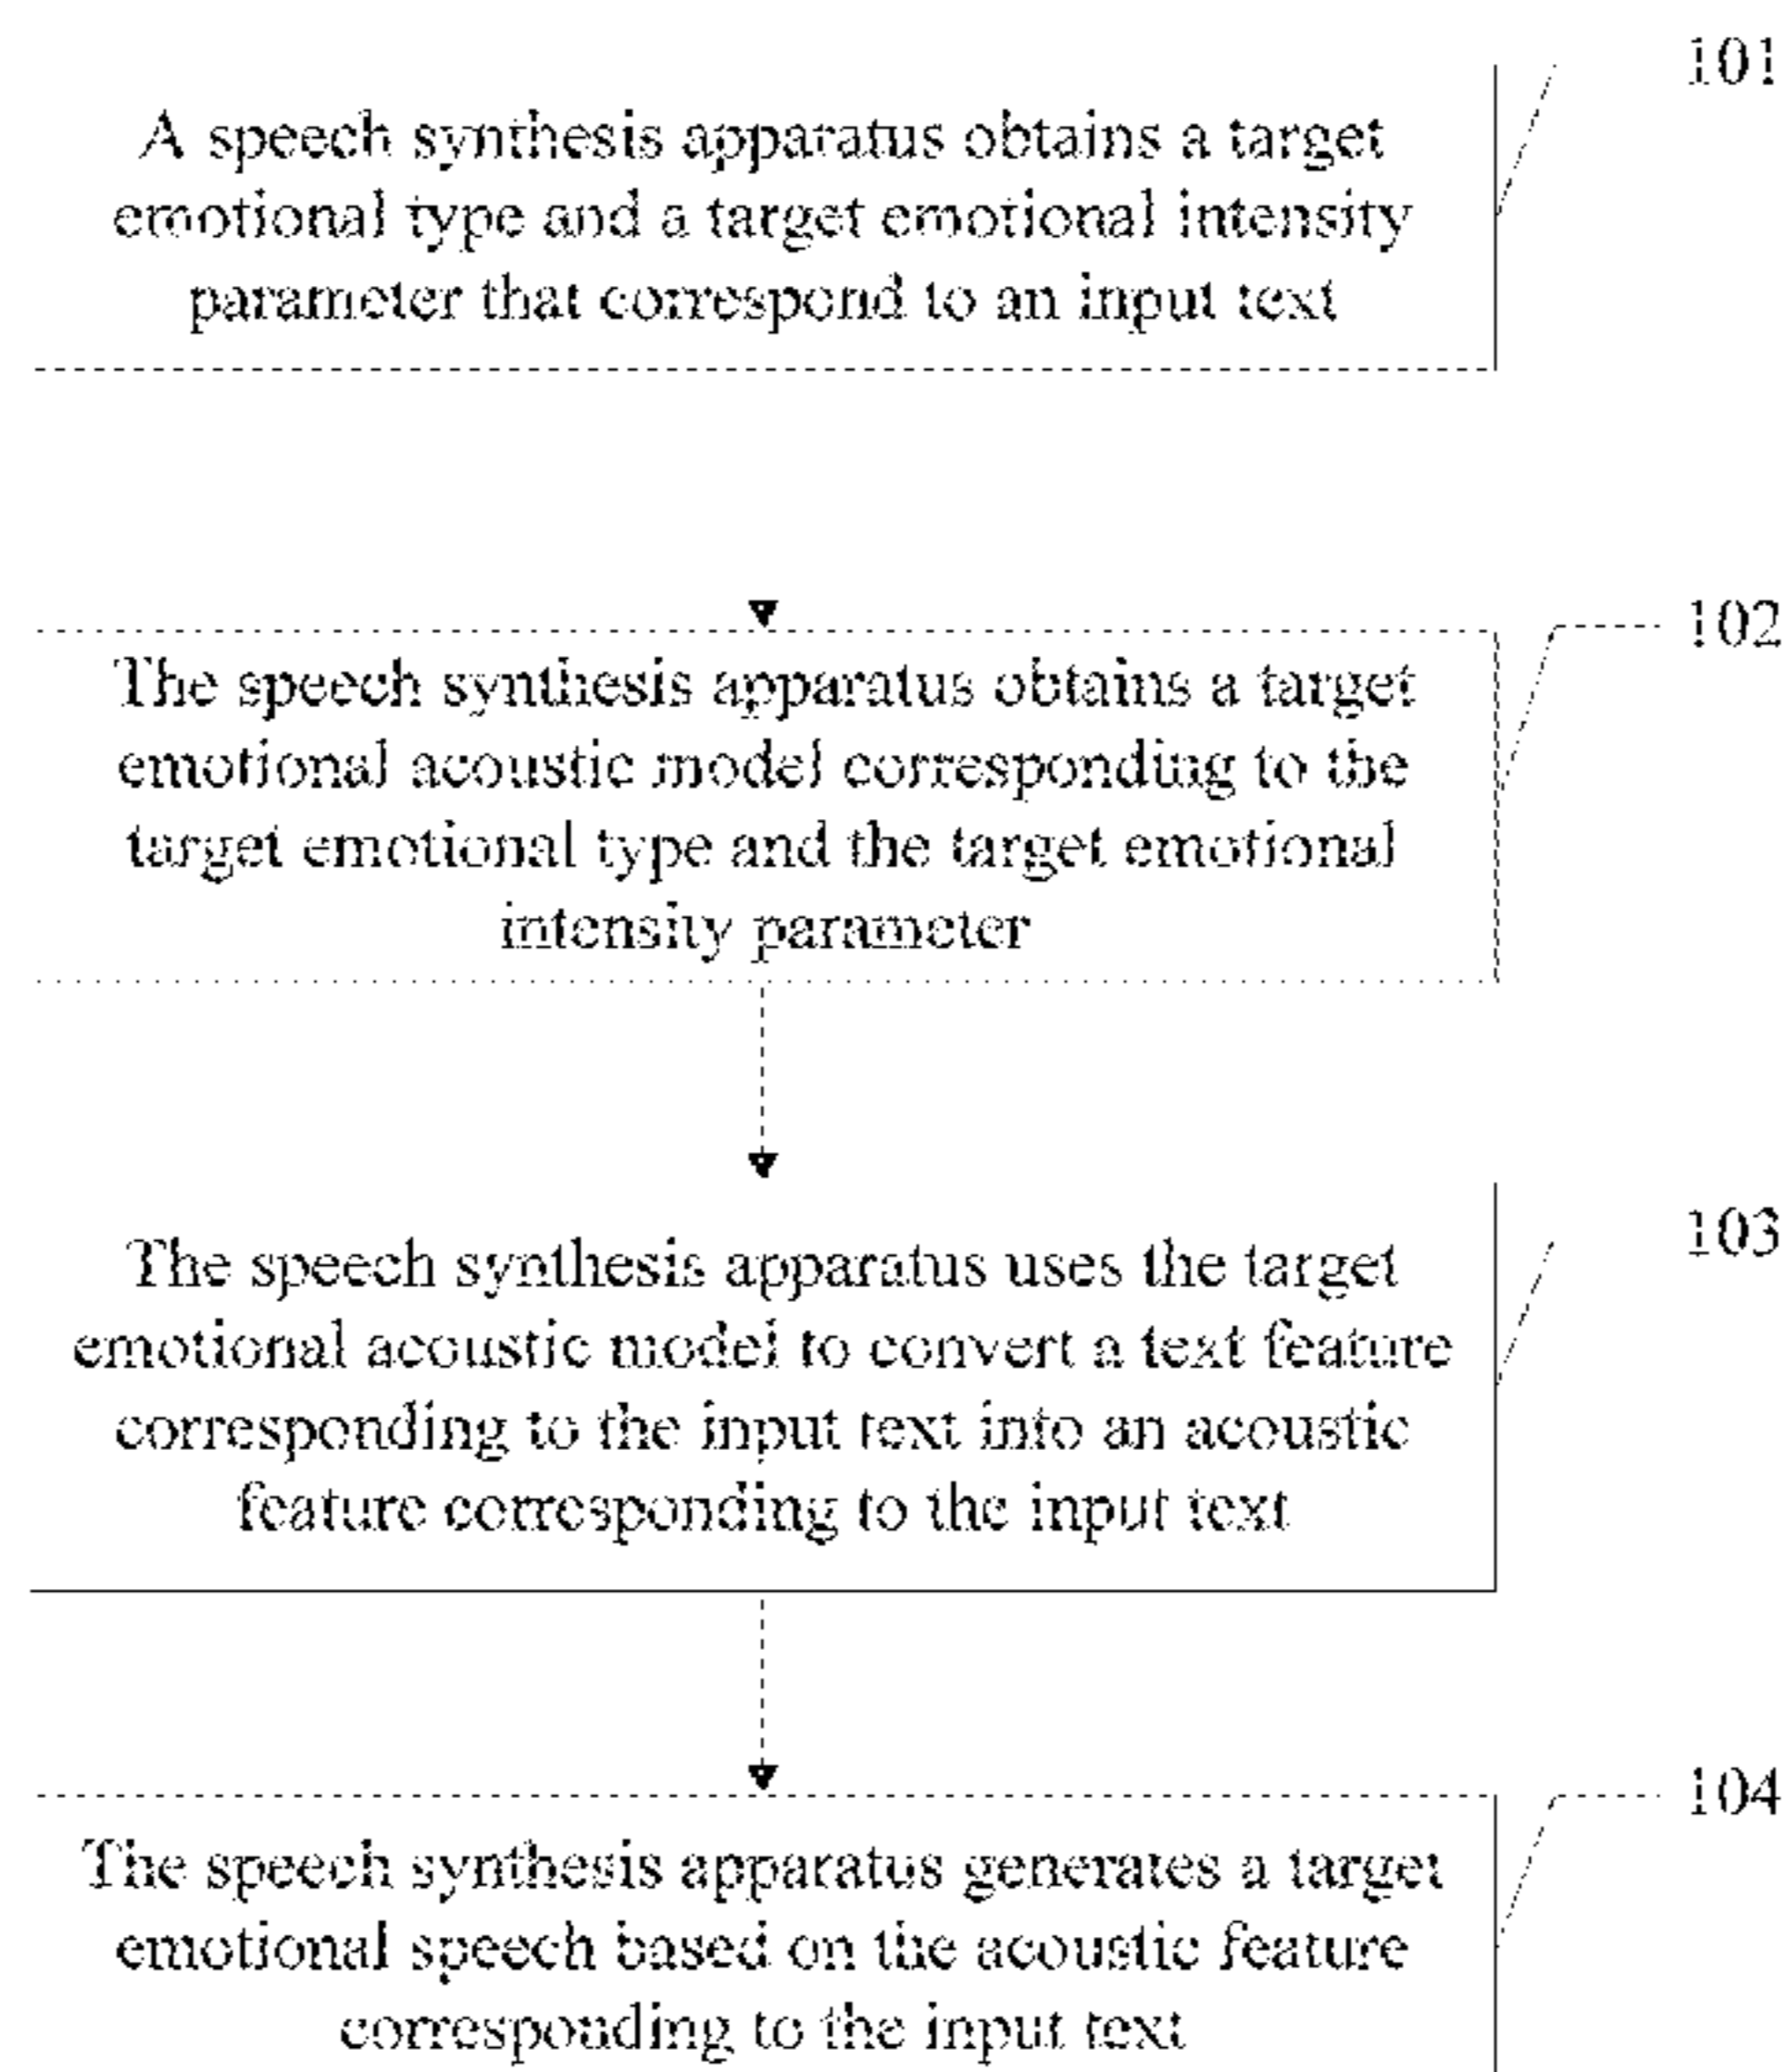 101
A speech synthesis apparatus obtains a target
emotional type and a target emotional intensity
parameter that correspond to an input text
102
The speech synthesis apparatus obtains a target
emotional acoustic model corresponding to the
target emotional type and the target emotional
intensity parameter
103
The speech synthesis apparatus uses the target
emotional acoustic model to convert a text feature
corresponding to the input text into an acoustic
feature corresponding to the input text
104
The speech synthesis apparatus generates a target
emotional speech based on the acoustic feature
corresponding to the input text